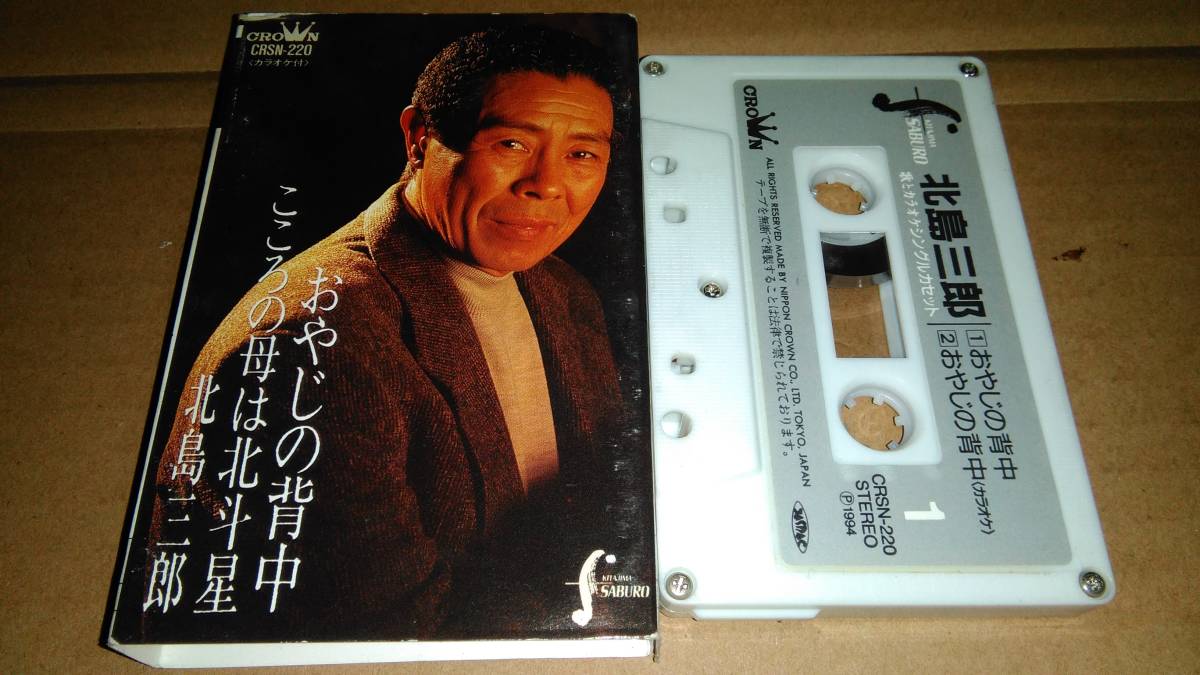 CROWN
CRSN-220
〈カラオケ付〉
おやじの背中
こころの母は北斗星
北島三郎
KITAJIMA
SABURO
KITAJIMA
SABURO
北島三郎
歌とカラオケシングルカセット
1 おやじの背中
2 おやじの背中〈カラオケ〉
CROWN
ALL RIGHTS RESERVED MADE BY NIPPON CROWN CO., LTD. TOKYO, JAPAN
テープを無断で複製することは法律で禁じられております。
1
CRSN-220
STEREO
Ⓟ1994